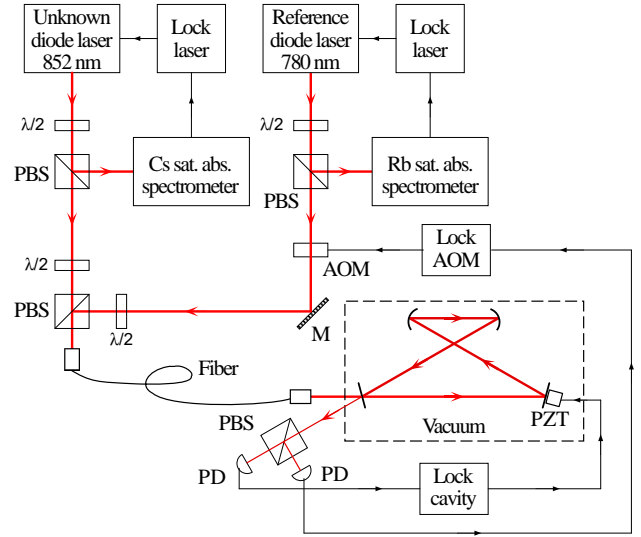 Unknown
diode laser
852 nm
Lock
laser
Reference
diode laser
780 nm
Lock
laser
λ/2
λ/2
PBS
Cs sat. abs.
spectrometer
PBS
Rb sat. abs.
spectrometer
λ/2
AOM
Lock
AOM
PBS
λ/2
M
Fiber
PBS
Vacuum
PZT
PD
PD
Lock
cavity